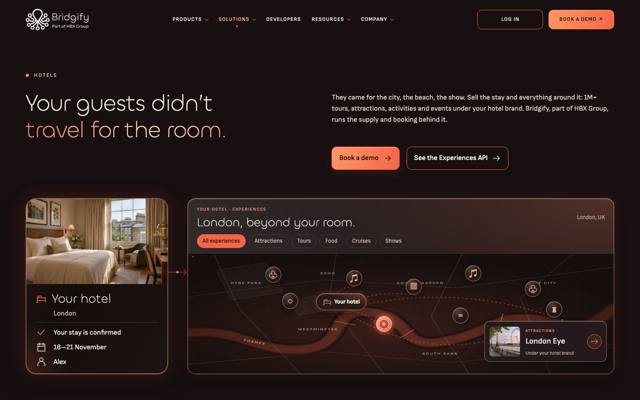 Bridgify
Part of HBX Group
PRODUCTS
SOLUTIONS
DEVELOPERS
RESOURCES
COMPANY
LOG IN
BOOK A DEMO
HOTELS
Your guests didn't
travel for the room.
They came for the city, the beach, the show. Sell the stay and everything around it: 1M+
tours, attractions, activities and events under your hotel brand. Bridgify, part of HBX Group,
runs the supply and booking behind it.
Book a demo →
See the Experiences API →
Your hotel
London
Your stay is confirmed
18–21 November
Alex
YOUR HOTEL · EXPERIENCES
London, beyond your room.
London, UK
All experiences
Attractions
Tours
Food
Cruises
Shows
HYDE PARK
SOHO
Your hotel
WESTMINSTER
THAMES
SOUTH BANK
ATTRACTIONS
London Eye
Under your hotel brand